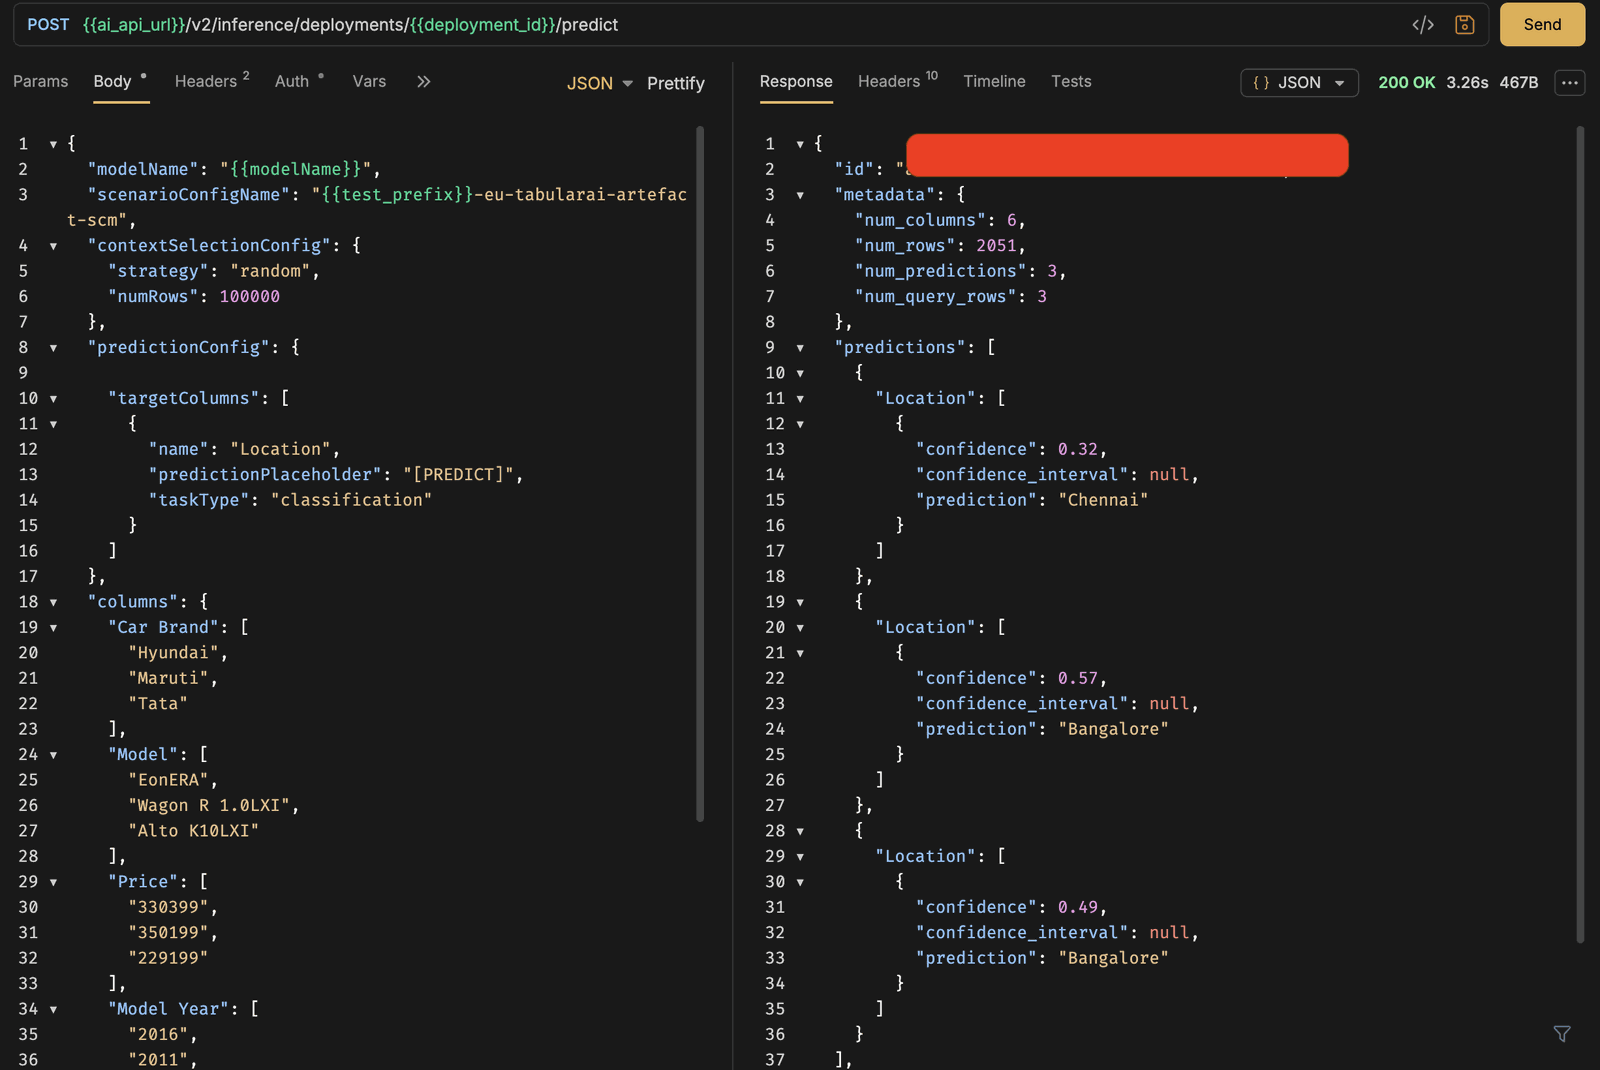 POST {{ai_api_url}}/v2/inference/deployments/{{deployment_id}}/predict </> Send
Params Body Headers 2 Auth Vars >> JSON Prettify
1 {
2 "modelName": "{{modelName}}",
3 "scenarioConfigName": "{{test_prefix}}-eu-tabularai-artefac
t-scm",
4 "contextSelectionConfig": {
5 "strategy": "random",
6 "numRows": 100000
7 },
8 "predictionConfig": {
9
10 "targetColumns": [
11 {
12 "name": "Location",
13 "predictionPlaceholder": "[PREDICT]",
14 "taskType": "classification"
15 }
16 ]
17 },
18 "columns": {
19 "Car Brand": [
20 "Hyundai",
21 "Maruti",
22 "Tata"
23 ],
24 "Model": [
25 "EonERA",
26 "Wagon R 1.0LXI",
27 "Alto K10LXI"
28 ],
29 "Price": [
30 "330399",
31 "350199",
32 "229199"
33 ],
34 "Model Year": [
35 "2016",
36 "2011",
Response Headers 10 Timeline Tests {} JSON 200 OK 3.26s 467B ...
1 {
2 "id": "
3 "metadata": {
4 "num_columns": 6,
5 "num_rows": 2051,
6 "num_predictions": 3,
7 "num_query_rows": 3
8 },
9 "predictions": [
10 {
11 "Location": [
12 {
13 "confidence": 0.32,
14 "confidence_interval": null,
15 "prediction": "Chennai"
16 }
17 ]
18 },
19 {
20 "Location": [
21 {
22 "confidence": 0.57,
23 "confidence_interval": null,
24 "prediction": "Bangalore"
25 }
26 ]
27 },
28 {
29 "Location": [
30 {
31 "confidence": 0.49,
32 "confidence_interval": null,
33 "prediction": "Bangalore"
34 }
35 ]
36 }
37 ],